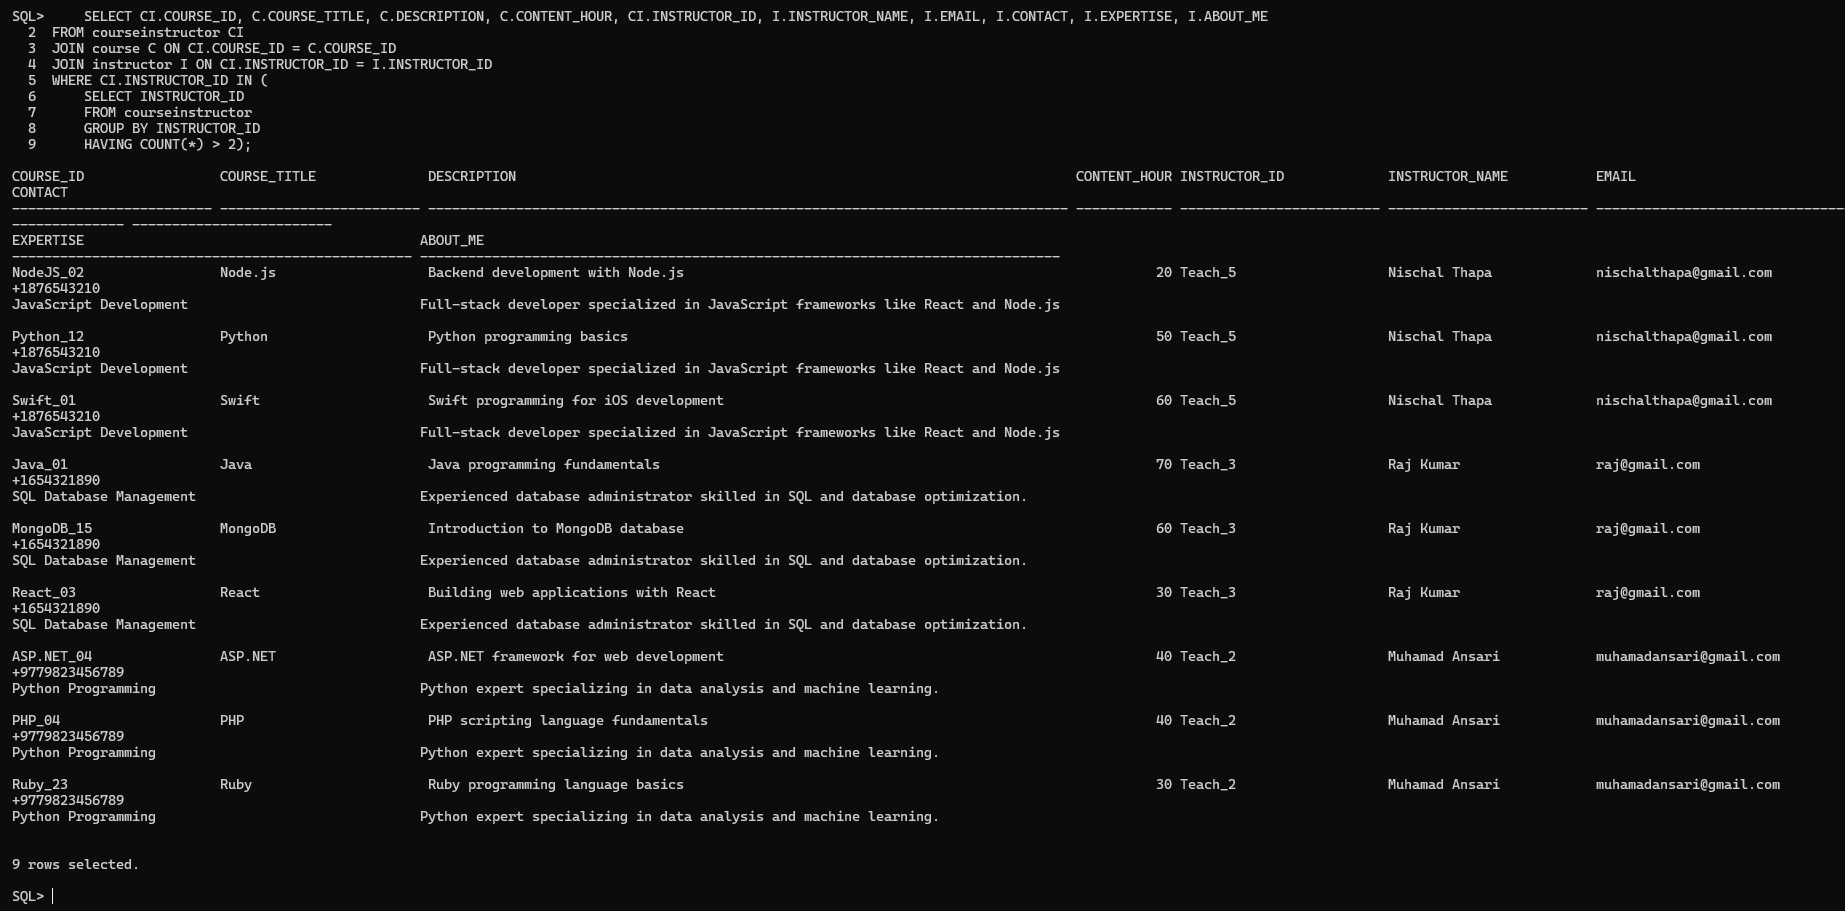 SQL>     SELECT CI.COURSE_ID, C.COURSE_TITLE, C.DESCRIPTION, C.CONTENT_HOUR, CI.INSTRUCTOR_ID, I.INSTRUCTOR_NAME, I.EMAIL, I.CONTACT, I.EXPERTISE, I.ABOUT_ME
  2  FROM courseinstructor CI
  3  JOIN course C ON CI.COURSE_ID = C.COURSE_ID
  4  JOIN instructor I ON CI.INSTRUCTOR_ID = I.INSTRUCTOR_ID
  5  WHERE CI.INSTRUCTOR_ID IN (
  6      SELECT INSTRUCTOR_ID
  7      FROM courseinstructor
  8      GROUP BY INSTRUCTOR_ID
  9      HAVING COUNT(*) > 2);
COURSE_ID COURSE_TITLE DESCRIPTION CONTENT_HOUR INSTRUCTOR_ID INSTRUCTOR_NAME EMAIL
CONTACT
------------------------- ------------------------- -------------------------------------------------------------------------------- ------------ ------------------------- ------------------------- -------------------------------
-------------- -------------------------
EXPERTISE ABOUT_ME
-------------------------------------------------- --------------------------------------------------------------------------------
NodeJS_02 Node.js Backend development with Node.js 20 Teach_5 Nischal Thapa nischalthapa@gmail.com
+1876543210
JavaScript Development Full-stack developer specialized in JavaScript frameworks like React and Node.js
Python_12 Python Python programming basics 50 Teach_5 Nischal Thapa nischalthapa@gmail.com
+1876543210
JavaScript Development Full-stack developer specialized in JavaScript frameworks like React and Node.js
Swift_01 Swift Swift programming for iOS development 60 Teach_5 Nischal Thapa nischalthapa@gmail.com
+1876543210
JavaScript Development Full-stack developer specialized in JavaScript frameworks like React and Node.js
Java_01 Java Java programming fundamentals 70 Teach_3 Raj Kumar raj@gmail.com
+1654321890
SQL Database Management Experienced database administrator skilled in SQL and database optimization.
MongoDB_15 MongoDB Introduction to MongoDB database 60 Teach_3 Raj Kumar raj@gmail.com
+1654321890
SQL Database Management Experienced database administrator skilled in SQL and database optimization.
React_03 React Building web applications with React 30 Teach_3 Raj Kumar raj@gmail.com
+1654321890
SQL Database Management Experienced database administrator skilled in SQL and database optimization.
ASP.NET_04 ASP.NET ASP.NET framework for web development 40 Teach_2 Muhamad Ansari muhamadansari@gmail.com
+9779823456789
Python Programming Python expert specializing in data analysis and machine learning.
PHP_04 PHP PHP scripting language fundamentals 40 Teach_2 Muhamad Ansari muhamadansari@gmail.com
+9779823456789
Python Programming Python expert specializing in data analysis and machine learning.
Ruby_23 Ruby Ruby programming language basics 30 Teach_2 Muhamad Ansari muhamadansari@gmail.com
+9779823456789
Python Programming Python expert specializing in data analysis and machine learning.
9 rows selected.
SQL>